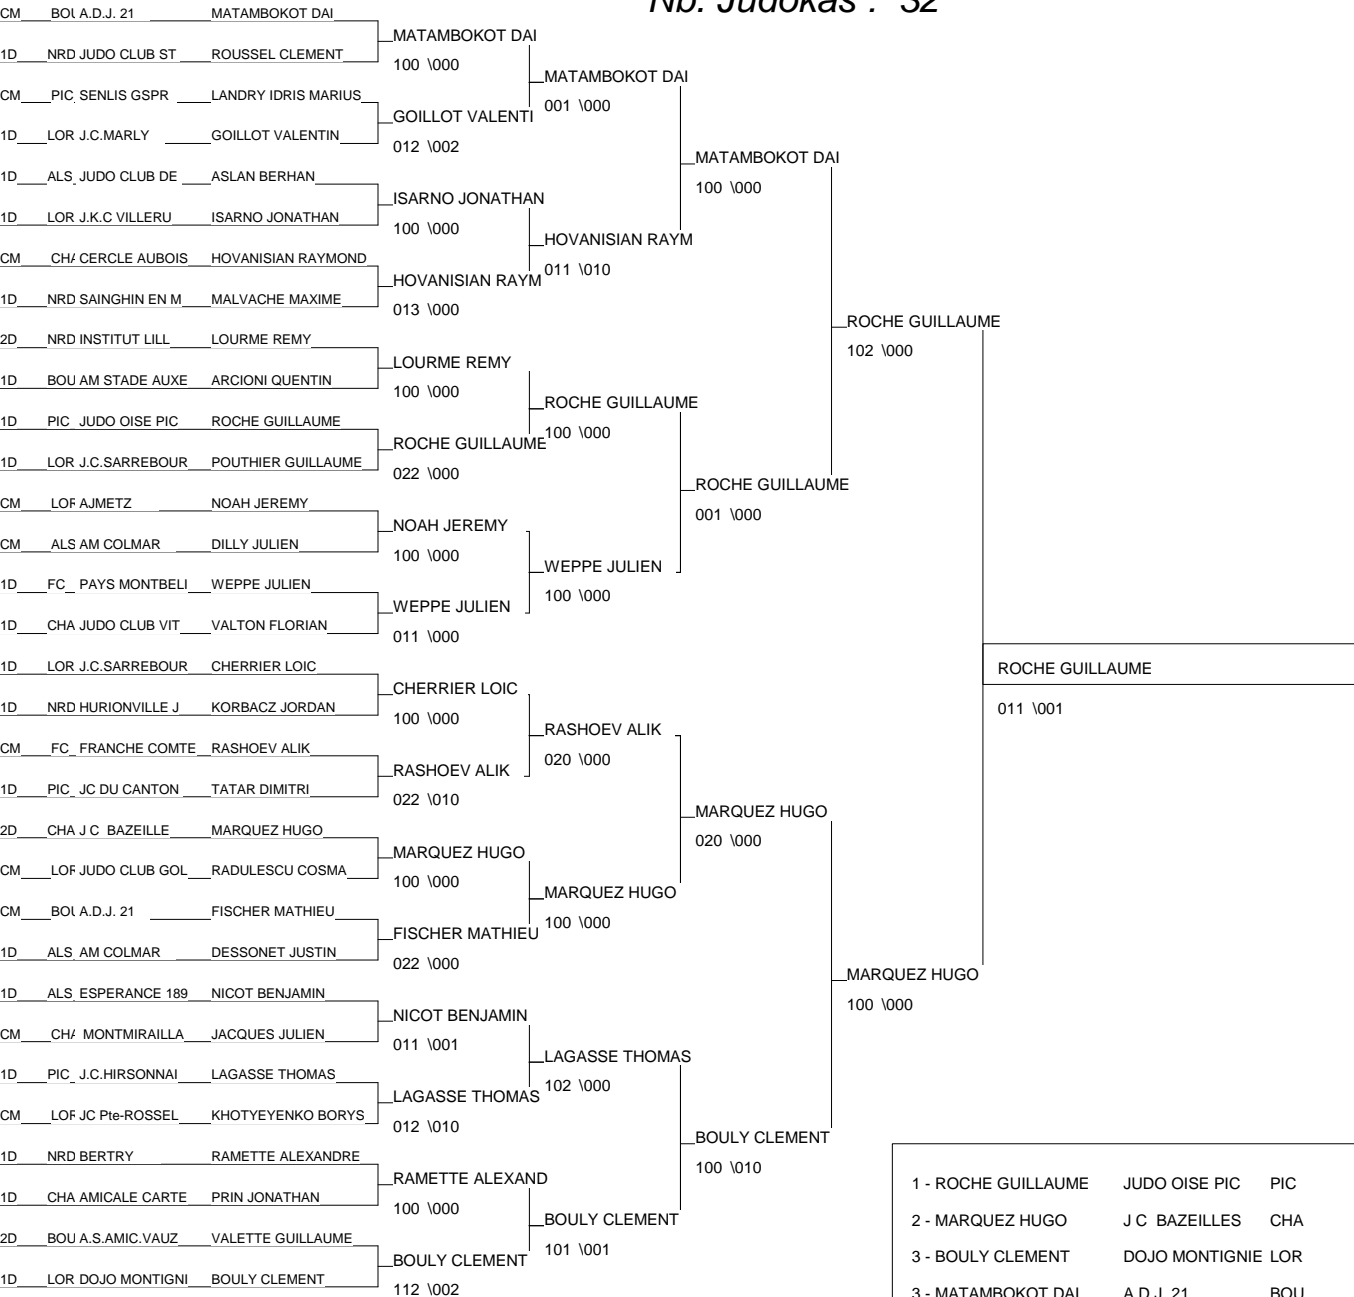 Nb. Judokas : 32
CM BOU A.D.J. 21 MATAMBOKOT DAI
MATAMBOKOT DAI
1D NRD JUDO CLUB ST ROUSSEL CLEMENT
100 \000
MATAMBOKOT DAI
CM PIC SENLIS GSPR LANDRY IDRIS MARIUS
001 \000
GOILLOT VALENTI
1D LOR J.C.MARLY GOILLOT VALENTIN
012 \002
MATAMBOKOT DAI
1D ALS JUDO CLUB DE ASLAN BERHAN
100 \000
ISARNO JONATHAN
1D LOR J.K.C VILLERU ISARNO JONATHAN
100 \000
HOVANISIAN RAYM
CM CHA CERCLE AUBOIS HOVANISIAN RAYMOND
011 \010
HOVANISIAN RAYM
1D NRD SAINGHIN EN M MALVACHE MAXIME
013 \000
ROCHE GUILLAUME
2D NRD INSTITUT LILL LOURME REMY
102 \000
LOURME REMY
1D BOU AM STADE AUXE ARCIONI QUENTIN
100 \000
ROCHE GUILLAUME
1D PIC JUDO OISE PIC ROCHE GUILLAUME
100 \000
ROCHE GUILLAUME
1D LOR J.C.SARREBOUR POUTHIER GUILLAUME
022 \000
ROCHE GUILLAUME
CM LOR AJMETZ NOAH JEREMY
001 \000
NOAH JEREMY
CM ALS AM COLMAR DILLY JULIEN
100 \000
WEPPE JULIEN
1D FC PAYS MONTBELI WEPPE JULIEN
100 \000
WEPPE JULIEN
1D CHA JUDO CLUB VIT VALTON FLORIAN
011 \000
1D LOR J.C.SARREBOUR CHERRIER LOIC
ROCHE GUILLAUME
CHERRIER LOIC
1D NRD HURIONVILLE J KORBACZ JORDAN
011 \001
100 \000
RASHOEV ALIK
CM FC FRANCHE COMTE RASHOEV ALIK
020 \000
RASHOEV ALIK
1D PIC JC DU CANTON TATAR DIMITRI
022 \010
MARQUEZ HUGO
2D CHA J C BAZEILLE MARQUEZ HUGO
020 \000
MARQUEZ HUGO
CM LOR JUDO CLUB GOL RADULESCU COSMA
100 \000
MARQUEZ HUGO
CM BOU A.D.J. 21 FISCHER MATHIEU
100 \000
FISCHER MATHIEU
1D ALS AM COLMAR DESSONET JUSTIN
022 \000
MARQUEZ HUGO
1D ALS ESPERANCE 189 NICOT BENJAMIN
100 \000
NICOT BENJAMIN
CM CHA MONTMIRAILLA JACQUES JULIEN
011 \001
LAGASSE THOMAS
1D PIC J.C.HIRSONNAI LAGASSE THOMAS
102 \000
LAGASSE THOMAS
CM LOR JC Pte-ROSSEL KHOTYEYENKO BORYS
012 \010
BOULY CLEMENT
1D NRD BERTRY RAMETTE ALEXANDRE
100 \010
RAMETTE ALEXAND
1D CHA AMICALE CARTE PRIN JONATHAN
100 \000
BOULY CLEMENT
2D BOU A.S.AMIC.VAUZ VALETTE GUILLAUME
101 \001
BOULY CLEMENT
1D LOR DOJO MONTIGNI BOULY CLEMENT
112 \002
1 - ROCHE GUILLAUME JUDO OISE PIC PIC
2 - MARQUEZ HUGO J C BAZEILLES CHA
3 - BOULY CLEMENT DOJO MONTIGNIE LOR
3 - MATAMBOKOT DAI A.D.J. 21 BOU